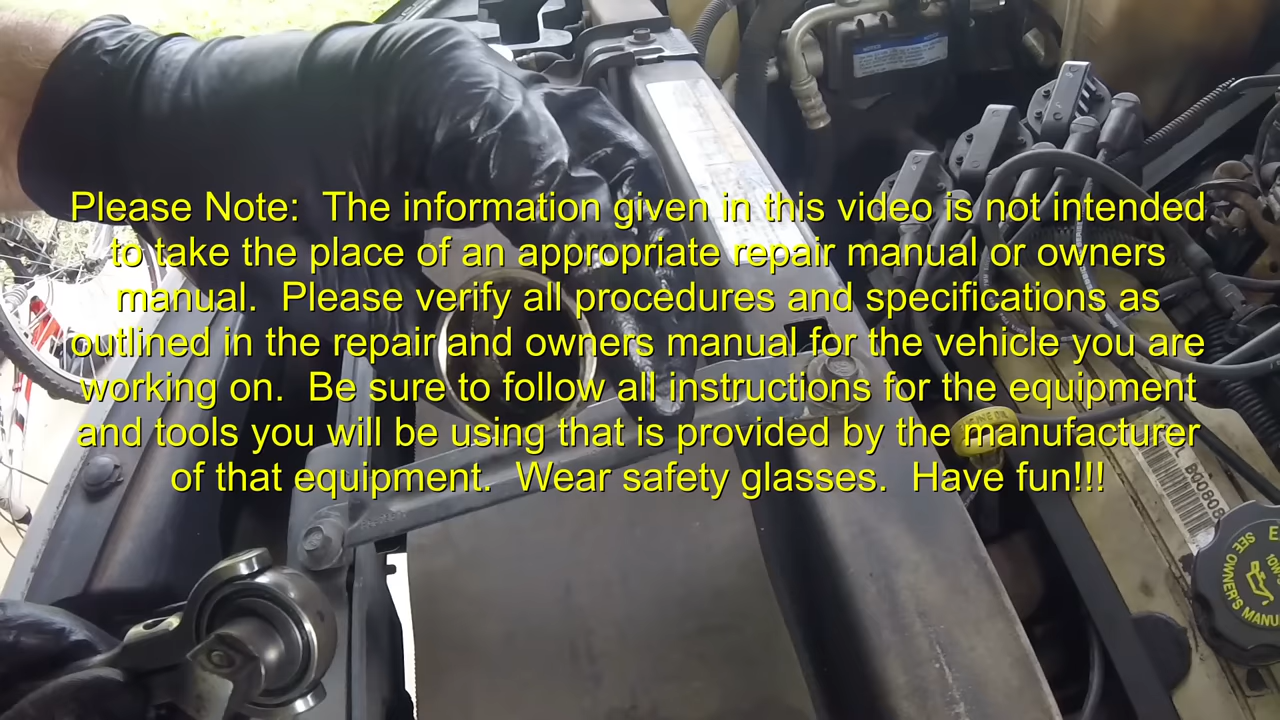 NOTICE
NOTICE
Please Note:  The information given in this video is not intended
to take the place of an appropriate repair manual or owners
manual.  Please verify all procedures and specifications as
outlined in the repair and owners manual for the vehicle you are
working on.  Be sure to follow all instructions for the equipment
and tools you will be using that is provided by the manufacturer
of that equipment.  Wear safety glasses.  Have fun!!!
SEE OWNER'S MANU